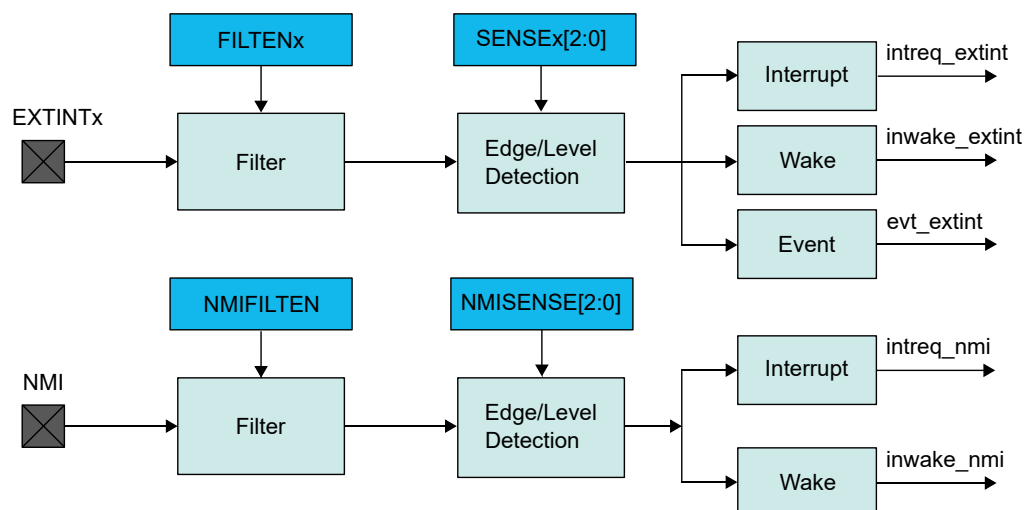 FILTENx
SENSEx[2:0]
EXTINTx
Filter
Edge/Level
Detection
Interrupt
intreq_extint
Wake
inwake_extint
Event
evt_extint
NMIFILTEN
NMISENSE[2:0]
NMI
Filter
Edge/Level
Detection
Interrupt
intreq_nmi
Wake
inwake_nmi